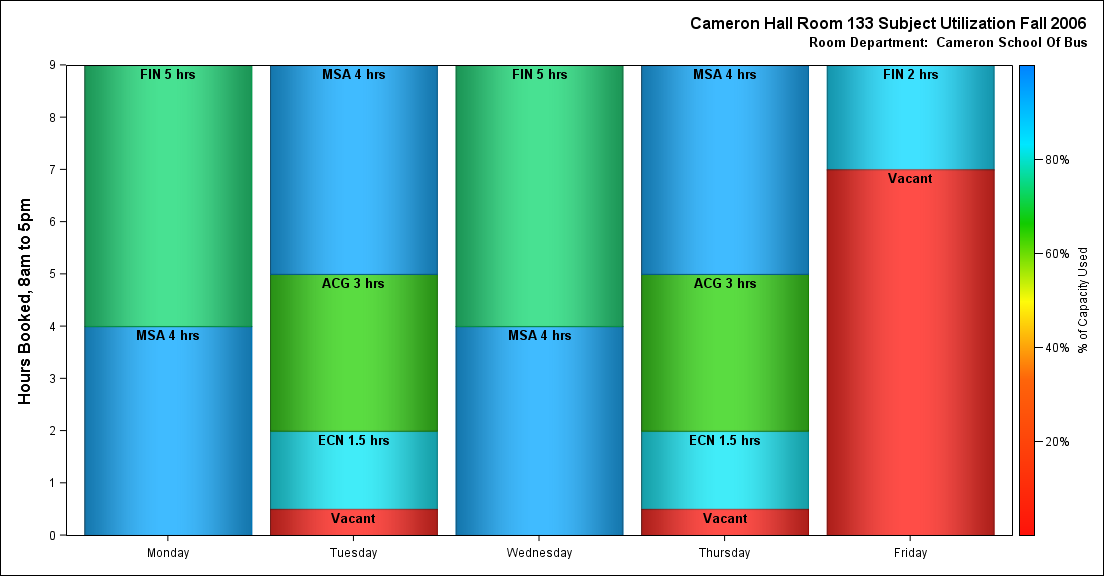 Cameron Hall Room 133 Subject Utilization Fall 2006
Room Department:  Cameron School Of Bus
Hours Booked, 8am to 5pm
9
8
7
6
5
4
3
2
1
0
FIN 5 hrs
MSA 4 hrs
MSA 4 hrs
ACG 3 hrs
ECN 1.5 hrs
Vacant
FIN 5 hrs
MSA 4 hrs
MSA 4 hrs
ACG 3 hrs
ECN 1.5 hrs
Vacant
FIN 2 hrs
Vacant
Monday
Tuesday
Wednesday
Thursday
Friday
80%
60%
40%
20%
% of Capacity Used